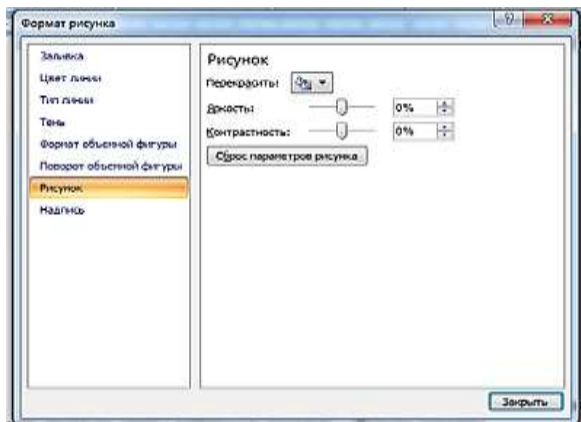 Формат рисунка
Заливка
Цвет линии
Тип линии
Тень
Формат объемной фигуры
Поворот объемной фигуры
Рисунок
Надпись
Рисунок
Перекрасить:
Яркость:
0%
Контрастность:
0%
Сброс параметров рисунка
Закрыть